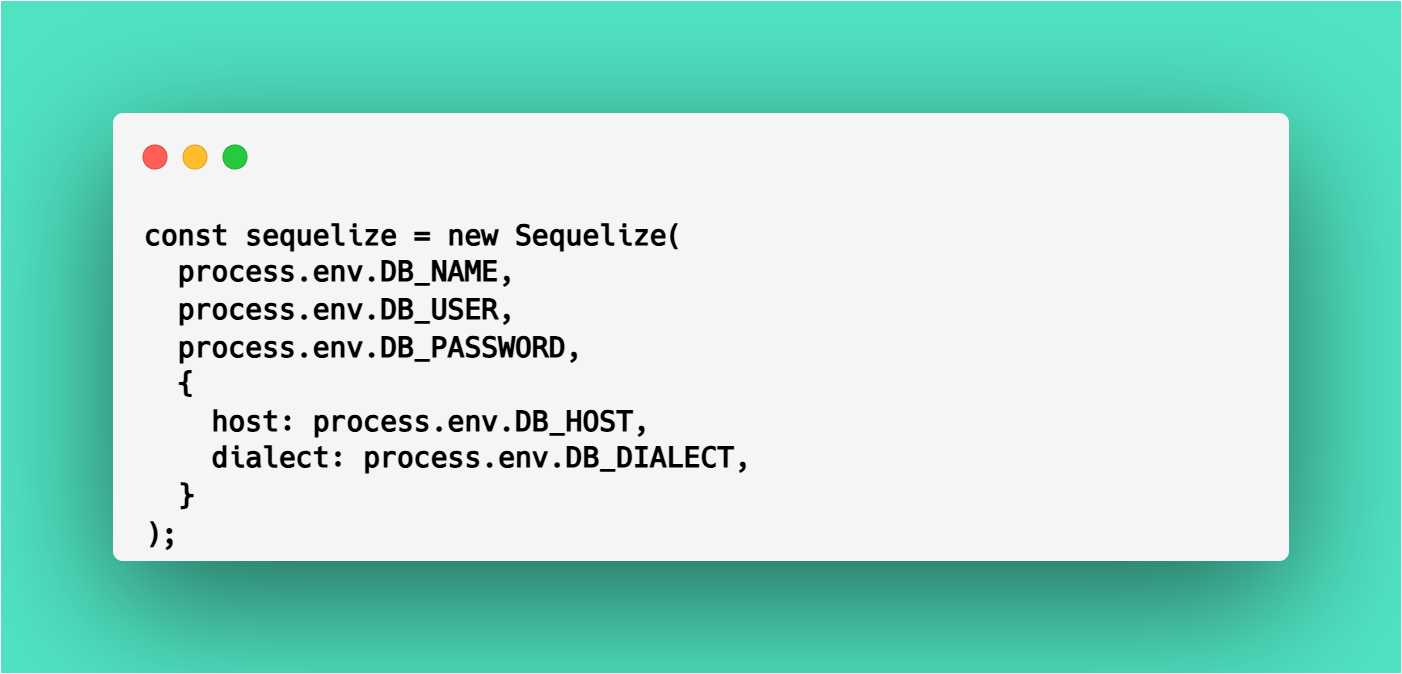 const sequelize = new Sequelize(
  process.env.DB_NAME,
  process.env.DB_USER,
  process.env.DB_PASSWORD,
  {
    host: process.env.DB_HOST,
    dialect: process.env.DB_DIALECT,
  }
);